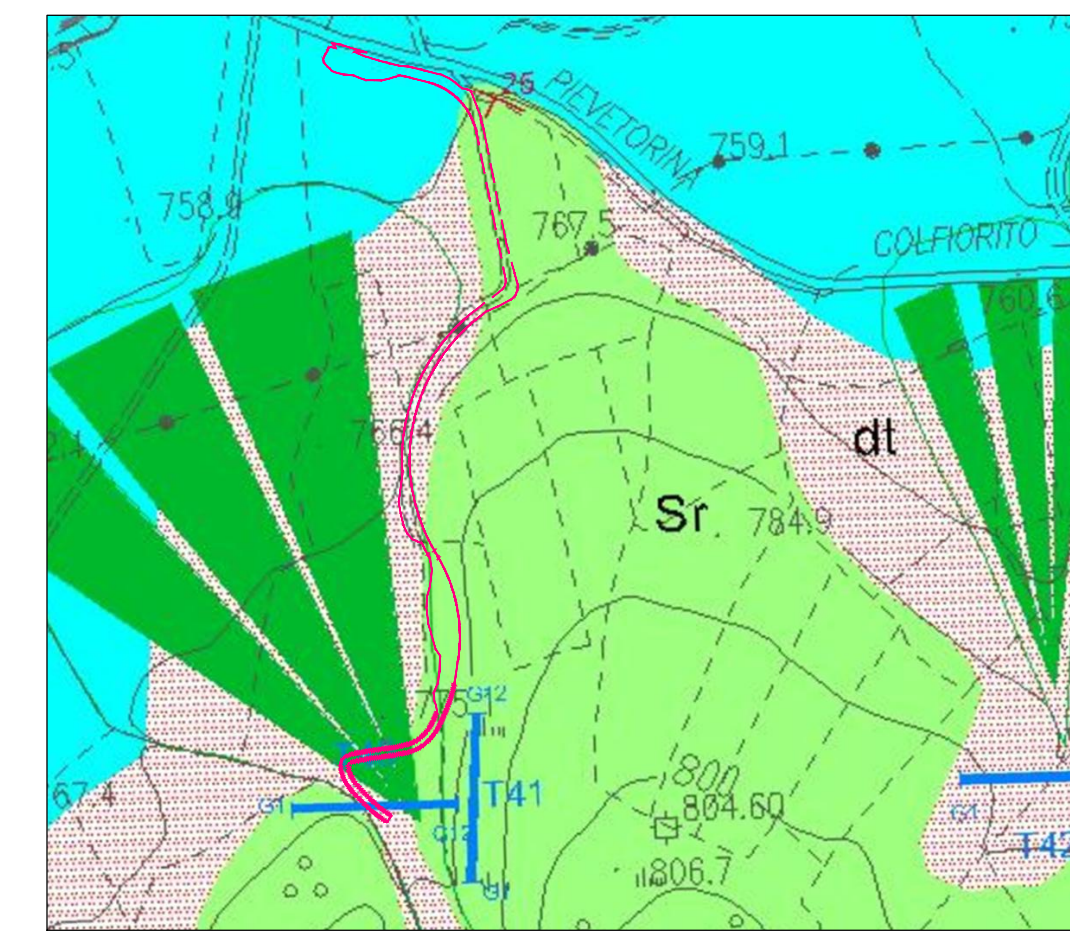 25
PIEVETORINA
759.1
758.9
767.5
COLFIORITO
760.6
766.4
dt
Sr
784.9
G12
T41
800
67.4
G1
804.60
G12
G1
T42
806.7
G1